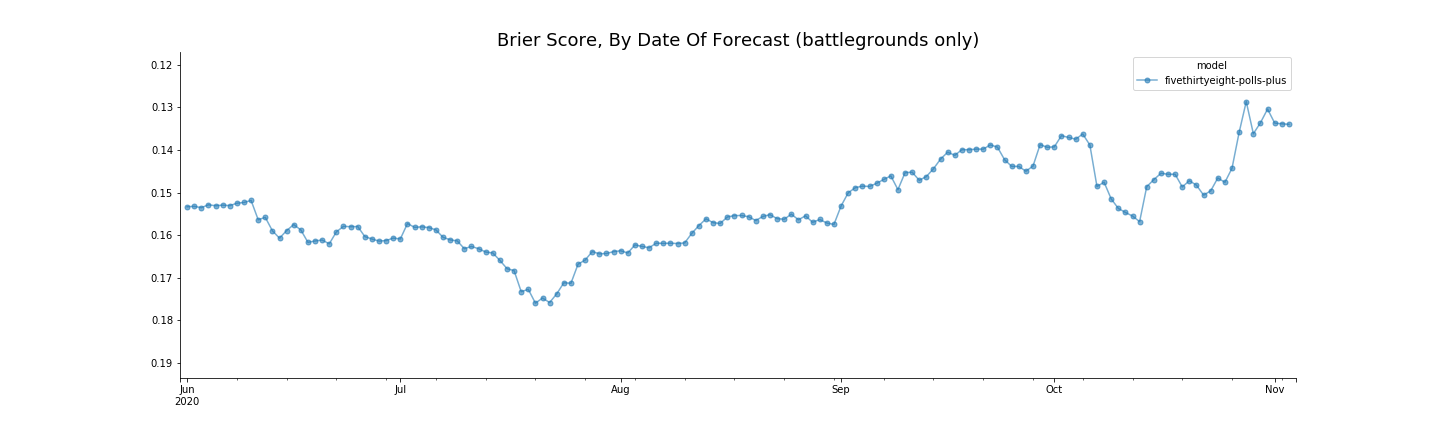 Brier Score, By Date Of Forecast (battlegrounds only)
model
fivethirtyeight-polls-plus
0.12
0.13
0.14
0.15
0.16
0.17
0.18
0.19
Jun Jul Aug Sep Oct Nov
2020